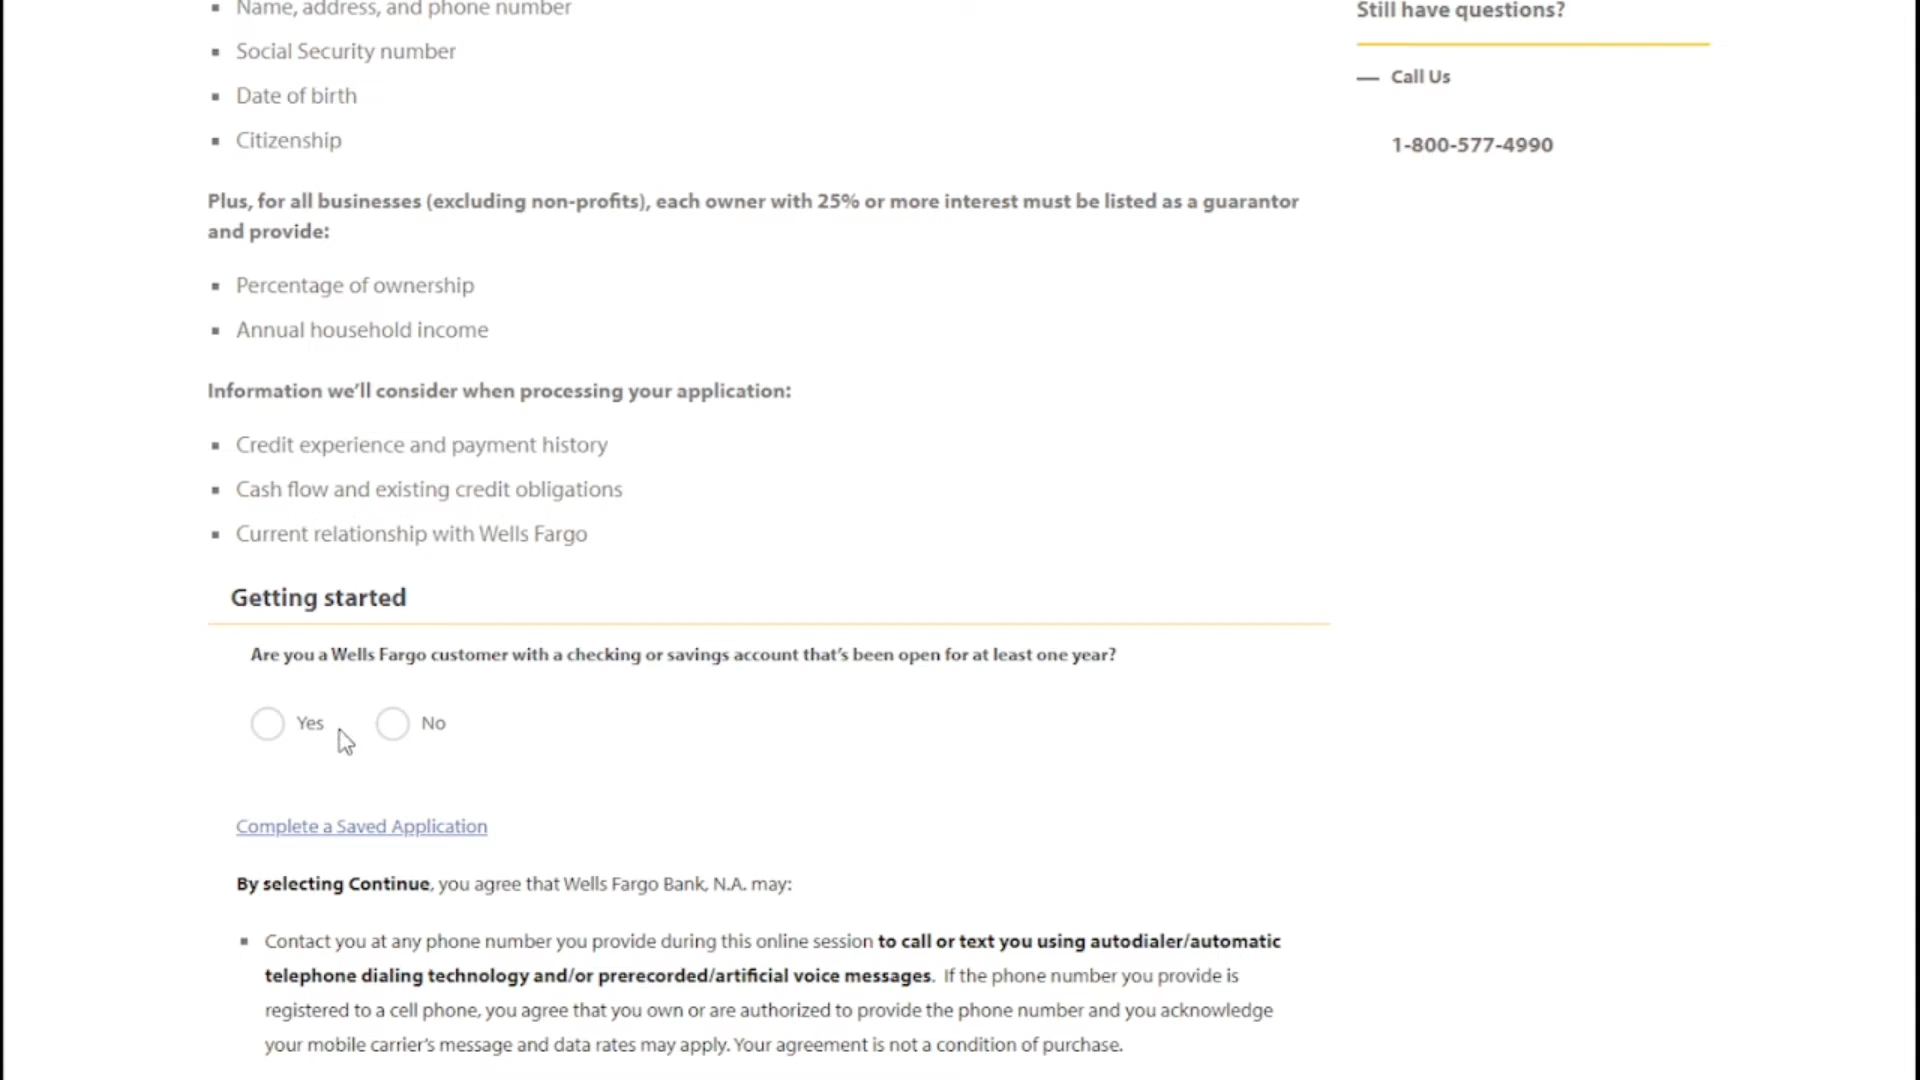 Name, address, and phone number
Social Security number
Date of birth
Citizenship
Plus, for all businesses (excluding non-profits), each owner with 25% or more interest must be listed as a guarantor
and provide:
Percentage of ownership
Annual household income
Information we'll consider when processing your application:
Credit experience and payment history
Cash flow and existing credit obligations
Current relationship with Wells Fargo
Getting started
Are you a Wells Fargo customer with a checking or savings account that's been open for at least one year?
Yes No
Complete a Saved Application
By selecting Continue, you agree that Wells Fargo Bank, N.A. may:
Contact you at any phone number you provide during this online session to call or text you using autodialer/automatic
telephone dialing technology and/or prerecorded/artificial voice messages. If the phone number you provide is
registered to a cell phone, you agree that you own or are authorized to provide the phone number and you acknowledge
your mobile carrier's message and data rates may apply. Your agreement is not a condition of purchase.
Still have questions?
Call Us
1-800-577-4990